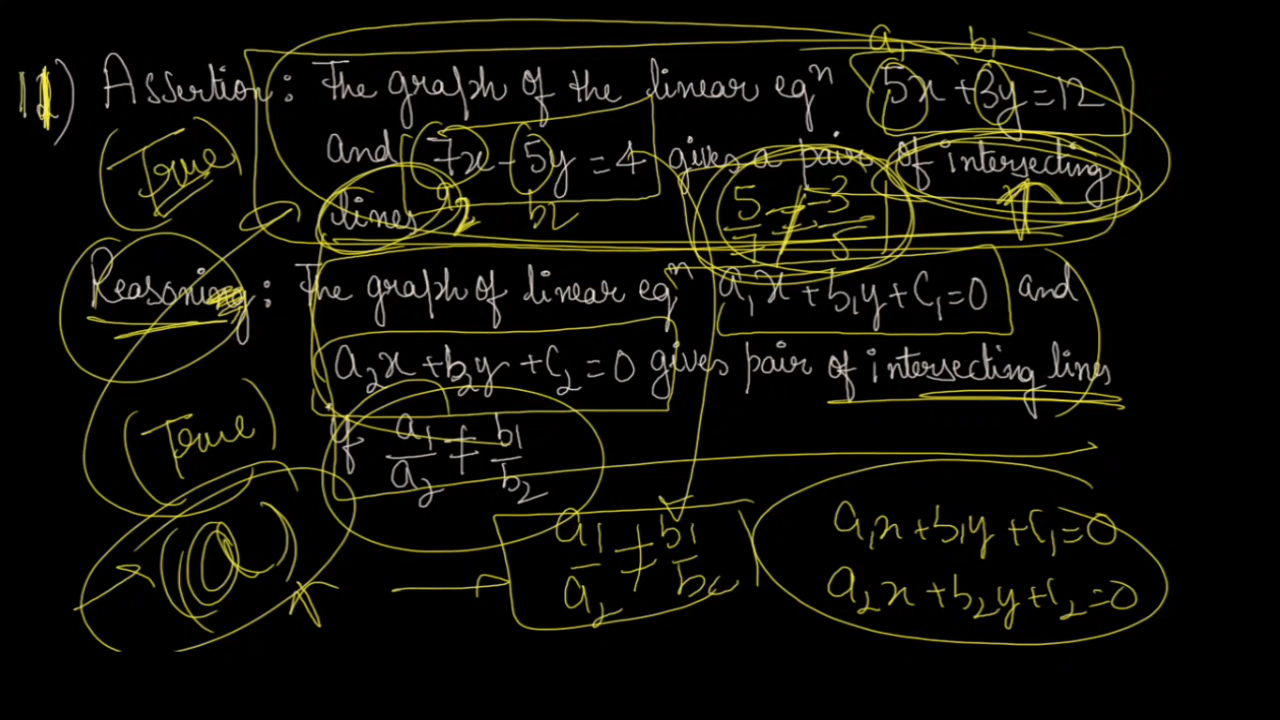 a₁ b₁
11) Assertion: The graph of the linear eqⁿ 5x + 3y = 12
(True) and 7x - 5y = 4 gives a pair of intersecting
lines a₂ b₂ 5/7 ≠ -3/5
Reasoning: The graph of linear eqⁿ a₁x + b₁y + C₁ = 0 and
a₂x + b₂y + C₂ = 0 gives pair of intersecting lines
(True) if a₁/a₂ ≠ b₁/b₂
(a) a₁/a₂ ≠ b₁/b₂ a₁x + b₁y + C₁ = 0
a₂x + b₂y + C₂ = 0